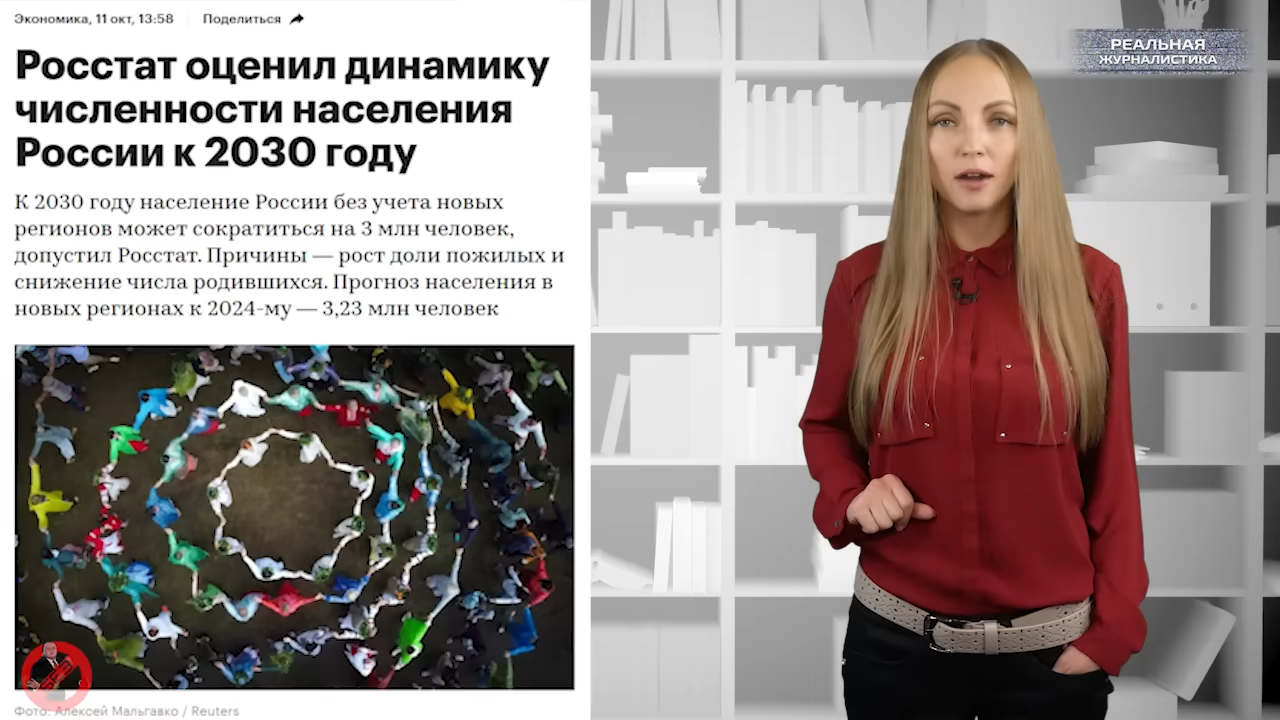 Экономика, 11 окт, 13:58
Поделиться
Росстат оценил динамику
численности населения
России к 2030 году
К 2030 году население России без учета новых
регионов может сократиться на 3 млн человек,
допустил Росстат. Причины — рост доли пожилых и
снижение числа родившихся. Прогноз населения в
новых регионах к 2024-му — 3,23 млн человек
Фото: Алексей Мальгавко / Reuters
РЕАЛЬНАЯ
ЖУРНАЛИСТИКА